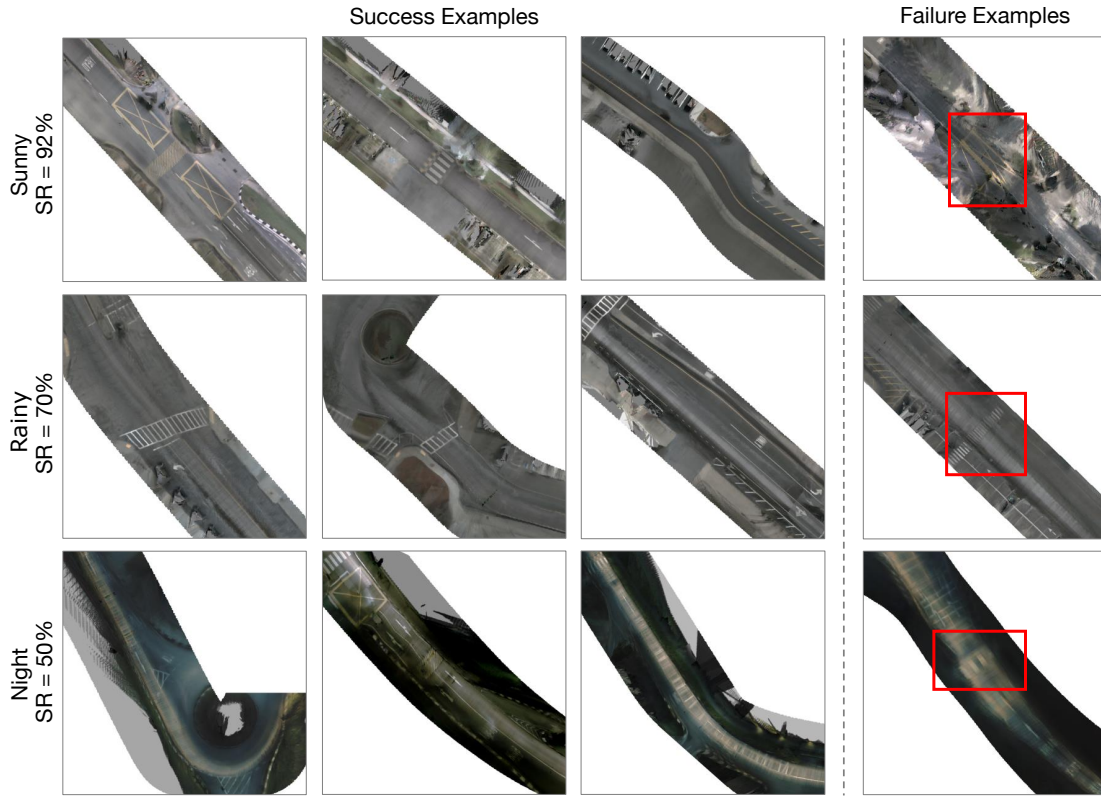 Success Examples
Failure Examples
Sunny
SR = 92%
Rainy
SR = 70%
Night
SR = 50%